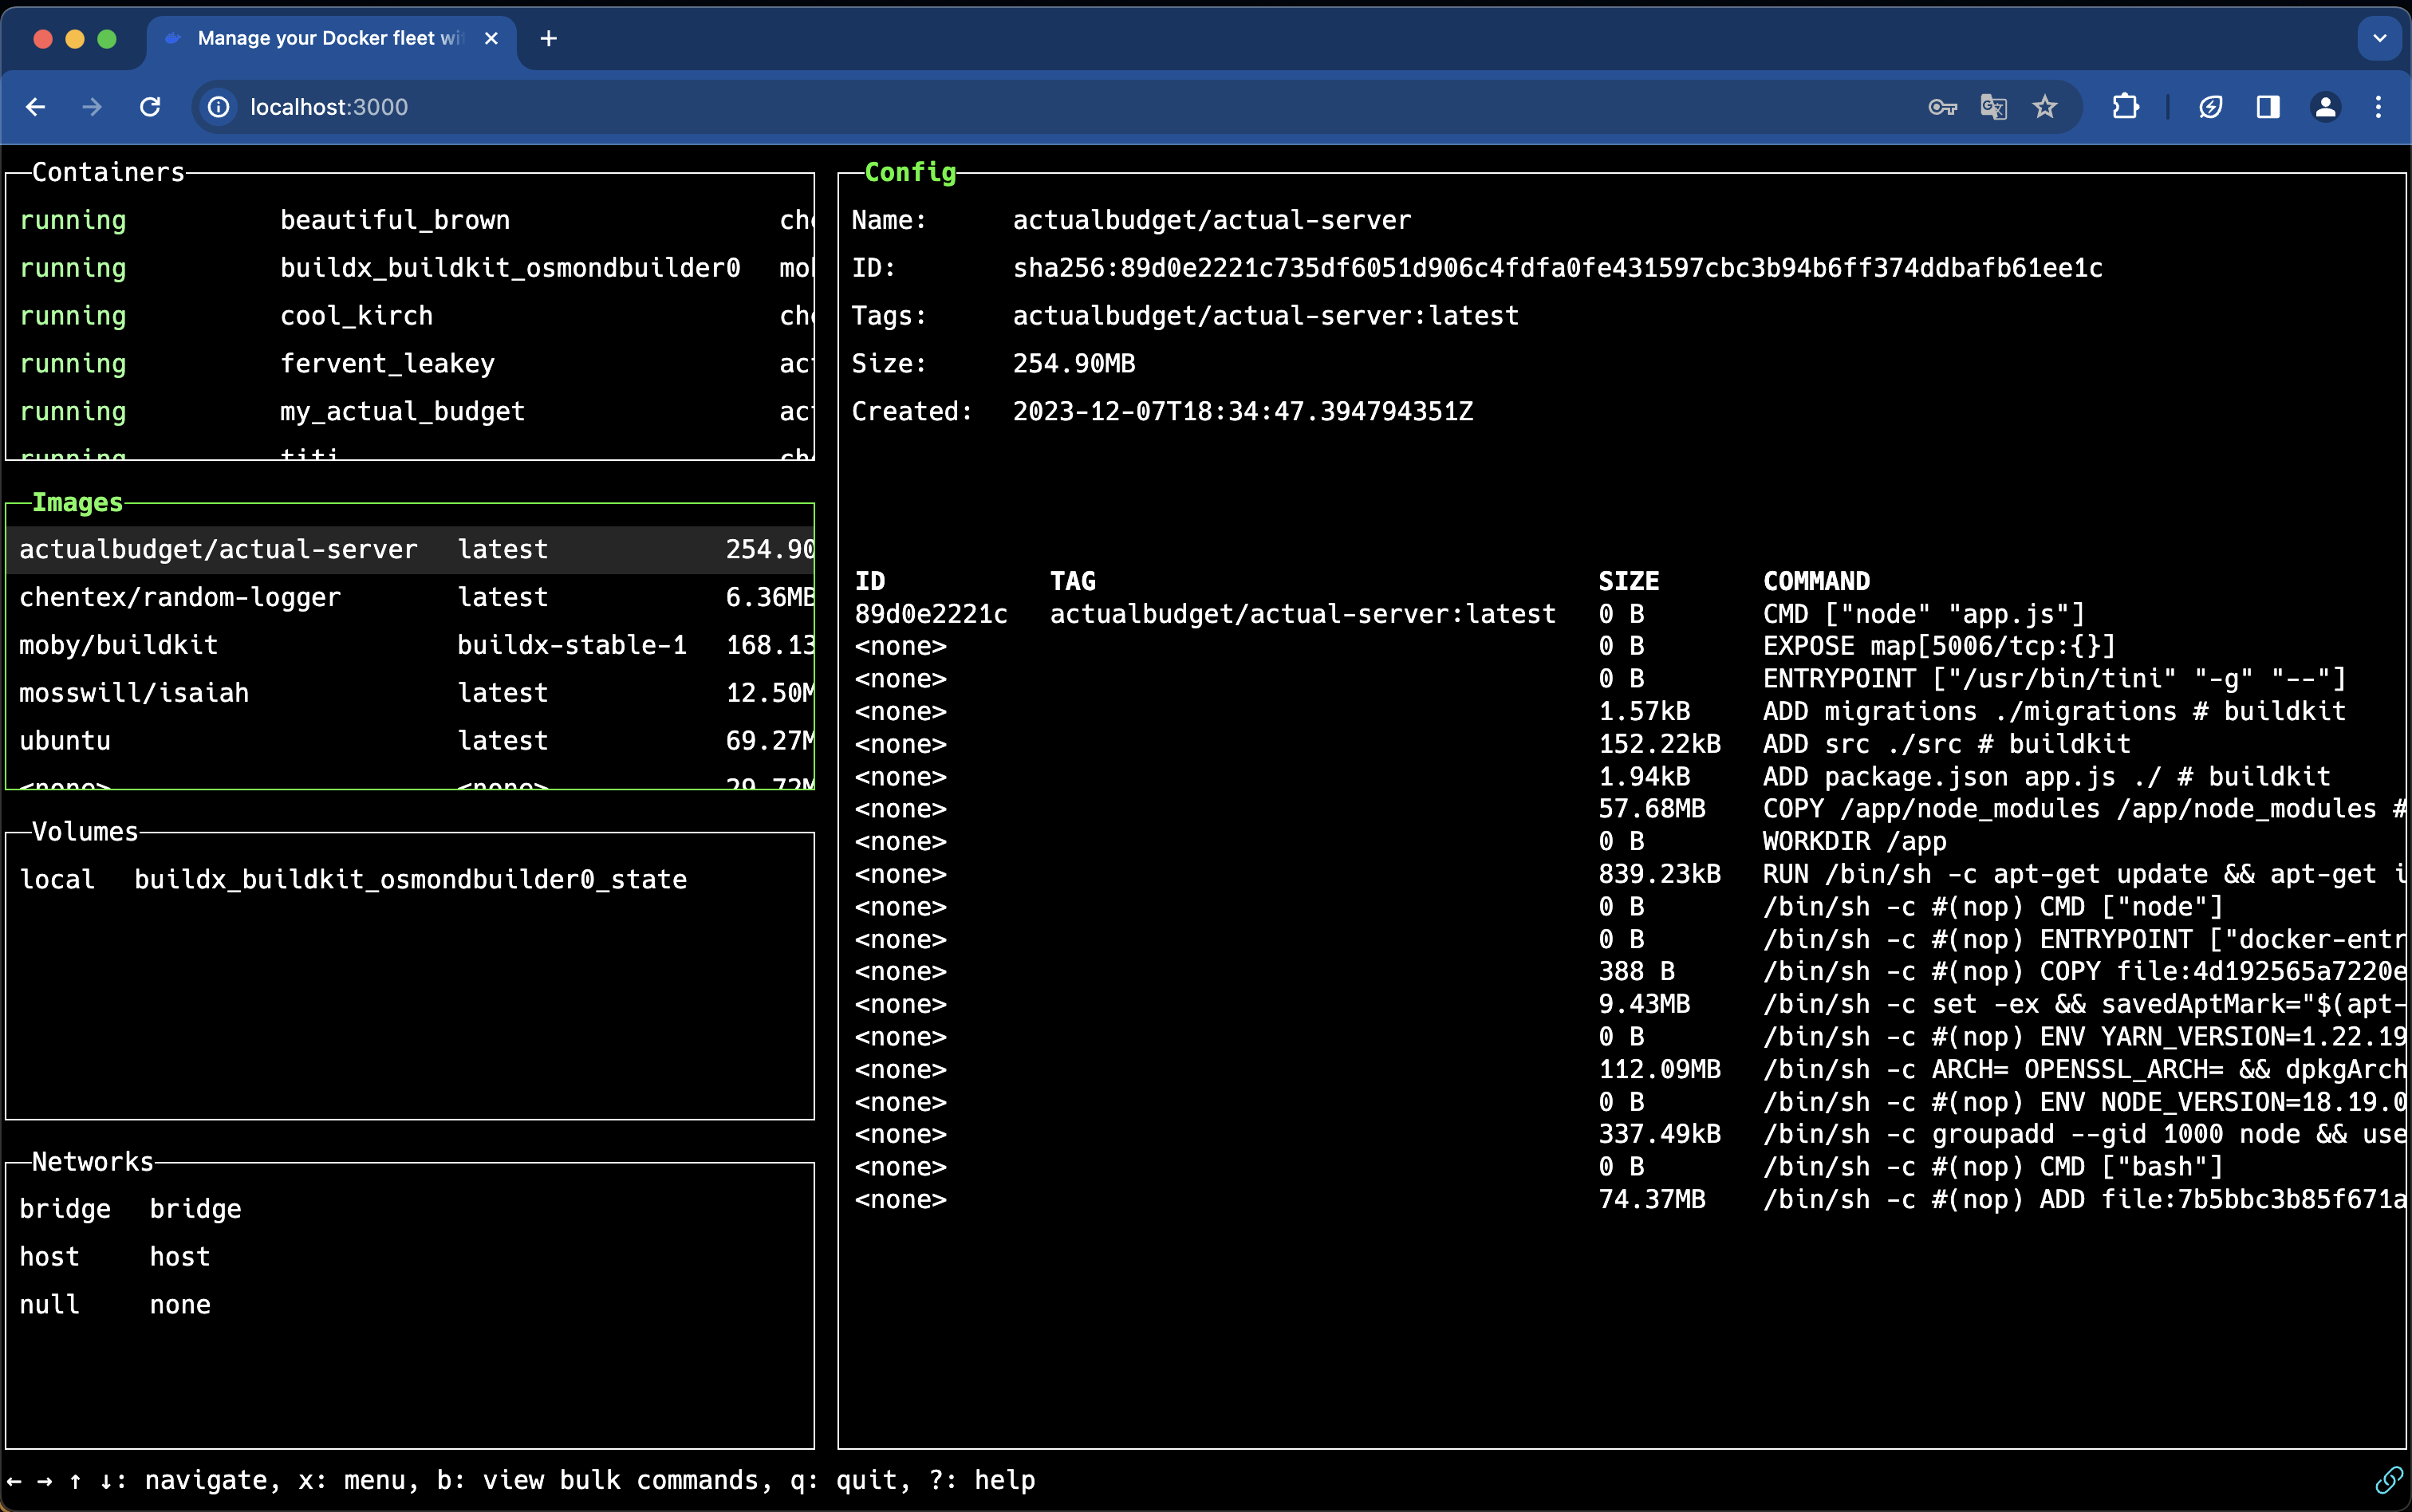 Manage your Docker fleet wi
localhost:3000
Containers
running beautiful_brown
running buildx_buildkit_osmondbuilder0
running cool_kirch
running fervent_leakey
running my_actual_budget
running titi
Images
actualbudget/actual-server latest 254.90
chentex/random-logger latest 6.36MB
moby/buildkit buildx-stable-1 168.13
mosswill/isaiah latest 12.50M
ubuntu latest 69.27M
<none> <none> 29.72M
Volumes
local buildx_buildkit_osmondbuilder0_state
Networks
bridge bridge
host host
null none
Config
Name: actualbudget/actual-server
ID: sha256:89d0e2221c735df6051d906c4fdfa0fe431597cbc3b94b6ff374ddbafb61ee1c
Tags: actualbudget/actual-server:latest
Size: 254.90MB
Created: 2023-12-07T18:34:47.394794351Z
ID TAG SIZE COMMAND
89d0e2221c actualbudget/actual-server:latest 0 B CMD ["node" "app.js"]
<none> 0 B EXPOSE map[5006/tcp:{}]
<none> 0 B ENTRYPOINT ["/usr/bin/tini" "-g" "--"]
<none> 1.57kB ADD migrations ./migrations # buildkit
<none> 152.22kB ADD src ./src # buildkit
<none> 1.94kB ADD package.json app.js ./ # buildkit
<none> 57.68MB COPY /app/node_modules /app/node_modules #
<none> 0 B WORKDIR /app
<none> 839.23kB RUN /bin/sh -c apt-get update && apt-get i
<none> 0 B /bin/sh -c #(nop) CMD ["node"]
<none> 0 B /bin/sh -c #(nop) ENTRYPOINT ["docker-entr
<none> 388 B /bin/sh -c #(nop) COPY file:4d192565a7220e
<none> 9.43MB /bin/sh -c set -ex && savedAptMark="$(apt-
<none> 0 B /bin/sh -c #(nop) ENV YARN_VERSION=1.22.19
<none> 112.09MB /bin/sh -c ARCH= OPENSSL_ARCH= && dpkgArch
<none> 0 B /bin/sh -c #(nop) ENV NODE_VERSION=18.19.0
<none> 337.49kB /bin/sh -c groupadd --gid 1000 node && use
<none> 0 B /bin/sh -c #(nop) CMD ["bash"]
<none> 74.37MB /bin/sh -c #(nop) ADD file:7b5bbc3b85f671a
← → ↑ ↓: navigate, x: menu, b: view bulk commands, q: quit, ?: help